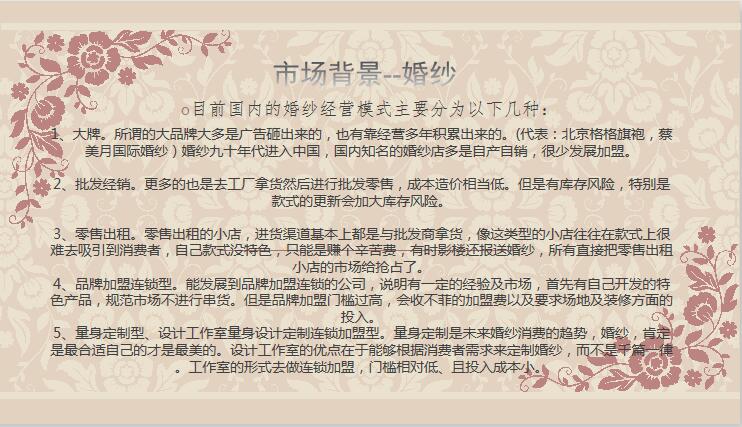 市场背景--婚纱
○目前国内的婚纱经营模式主要分为以下几种：
1、大牌。所谓的大品牌大多是广告砸出来的，也有靠经营多年积累出来的。(代表：北京格格旗袍，蔡
美月国际婚纱）婚纱九十年代进入中国，国内知名的婚纱店多是自产自销，很少发展加盟。
2、批发经销。更多的也是去工厂拿货然后进行批发零售，成本造价相当低。但是有库存风险，特别是
款式的更新会加大库存风险。
3、零售出租。零售出租的小店，进货渠道基本上都是与批发商拿货，像这类型的小店往往在款式上很
难去吸引到消费者，自己款式没特色，只能是赚个辛苦费，有时影楼还报送婚纱，所有直接把零售出租
小店的市场给抢占了。
4、品牌加盟连锁型。能发展到品牌加盟连锁的公司，说明有一定的经验及市场，首先有自己开发的特
色产品，规范市场不进行串货。但是品牌加盟门槛过高，会收不菲的加盟费以及要求场地及装修方面的
投入。
5、量身定制型、设计工作室量身设计定制连锁加盟型。量身定制是未来婚纱消费的趋势，婚纱，肯定
是最合适自己的才是最美的。设计工作室的优点在于能够根据消费者需求来定制婚纱，而不是千篇一律
。工作室的形式去做连锁加盟，门槛相对低、且投入成本小。